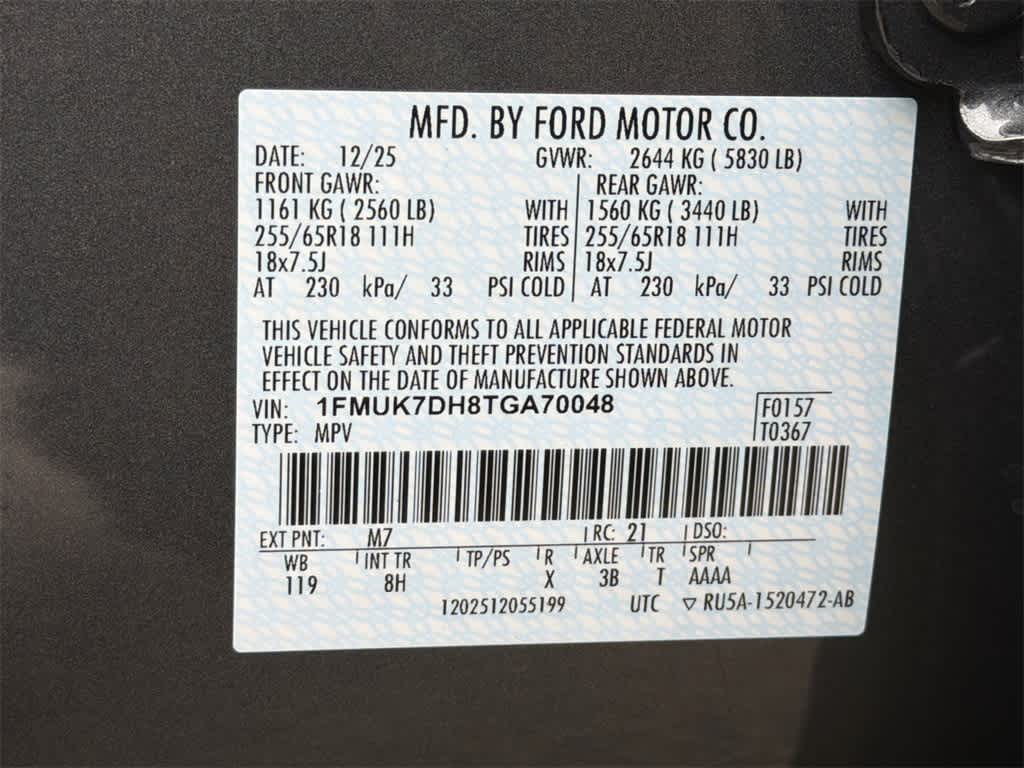 MFD. BY FORD MOTOR CO.
DATE: 12/25 GVWR: 2644 KG ( 5830 LB)
FRONT GAWR: REAR GAWR:
1161 KG ( 2560 LB) WITH 1560 KG ( 3440 LB) WITH
255/65R18 111H TIRES 255/65R18 111H TIRES
18x7.5J RIMS 18x7.5J RIMS
AT 230 kPa/ 33 PSI COLD AT 230 kPa/ 33 PSI COLD
THIS VEHICLE CONFORMS TO ALL APPLICABLE FEDERAL MOTOR
VEHICLE SAFETY AND THEFT PREVENTION STANDARDS IN
EFFECT ON THE DATE OF MANUFACTURE SHOWN ABOVE.
VIN: 1FMUK7DH8TGA70048 F0157
TYPE: MPV T0367
EXT PNT: M7 RC: 21 DSO:
WB INT TR TP/PS R AXLE TR SPR
119 8H X 3B T AAAA
1202512055199 UTC ▽ RU5A-1520472-AB